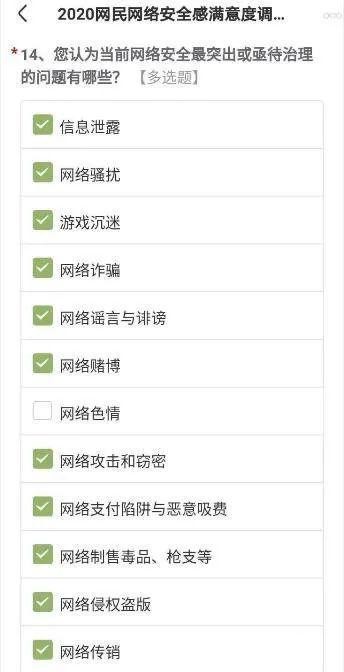 2020网民网络安全感满意度调...
*14、您认为当前网络安全最突出或亟待治理
的问题有哪些？ 【多选题】
信息泄露
网络骚扰
游戏沉迷
网络诈骗
网络谣言与诽谤
网络赌博
网络色情
网络攻击和窃密
网络支付陷阱与恶意吸费
网络制售毒品、枪支等
网络侵权盗版
网络传销